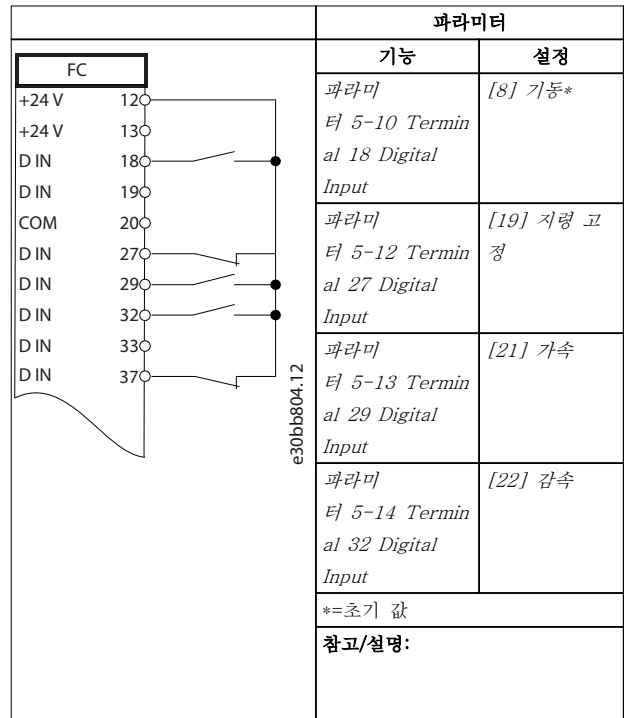 파라미터
기능 설정
FC
+24 V 12
+24 V 13
D IN 18
D IN 19
COM 20
D IN 27
D IN 29
D IN 32
D IN 33
D IN 37
e30bb804.12
파라미
터 5-10 Termin
al 18 Digital
Input
[8] 기동*
파라미
터 5-12 Termin
al 27 Digital
Input
[19] 지령 고
정
파라미
터 5-13 Termin
al 29 Digital
Input
[21] 가속
파라미
터 5-14 Termin
al 32 Digital
Input
[22] 감속
*=초기 값
참고/설명: